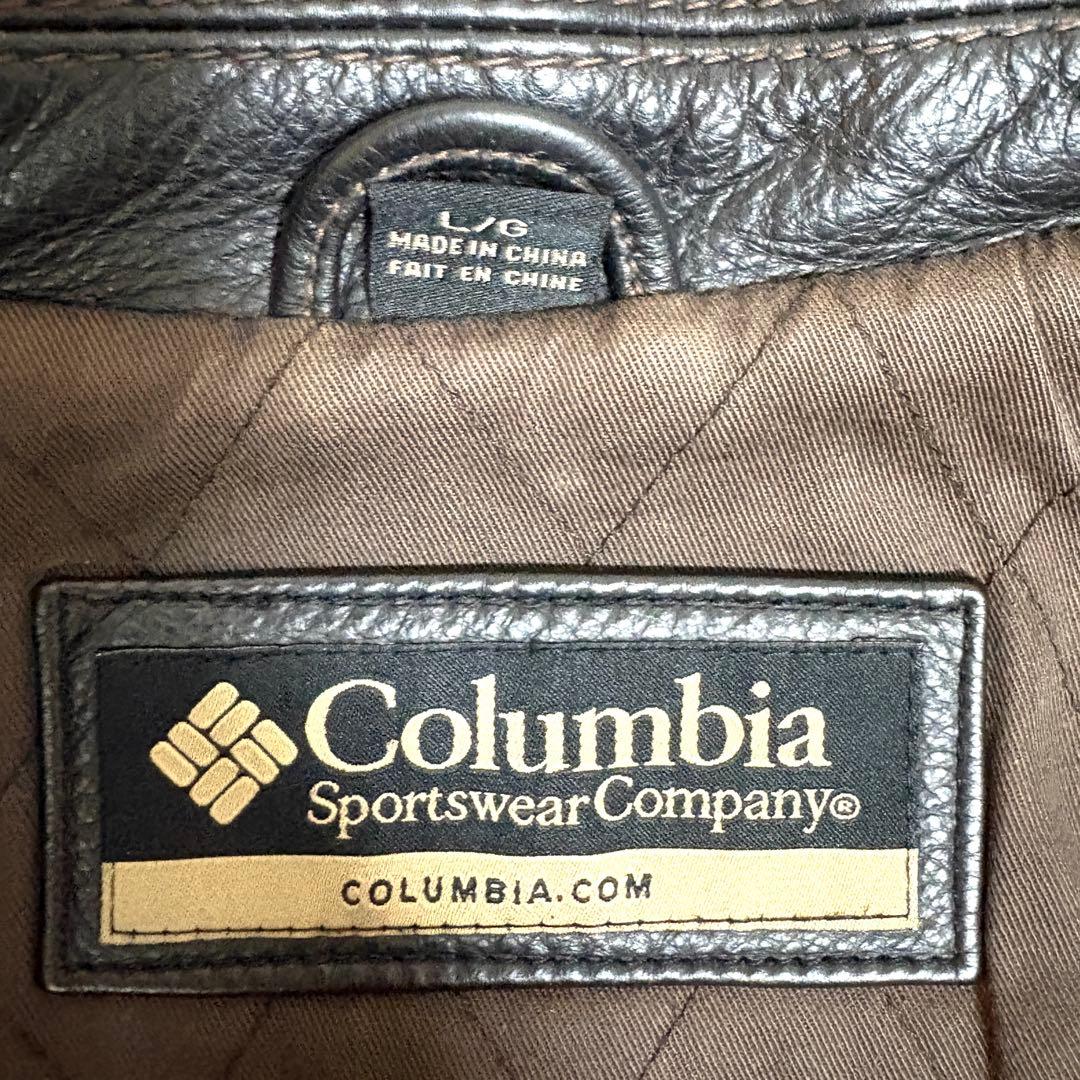 L/G
MADE IN CHINA
FAIT EN CHINE
Columbia
Sportswear Company®
COLUMBIA.COM